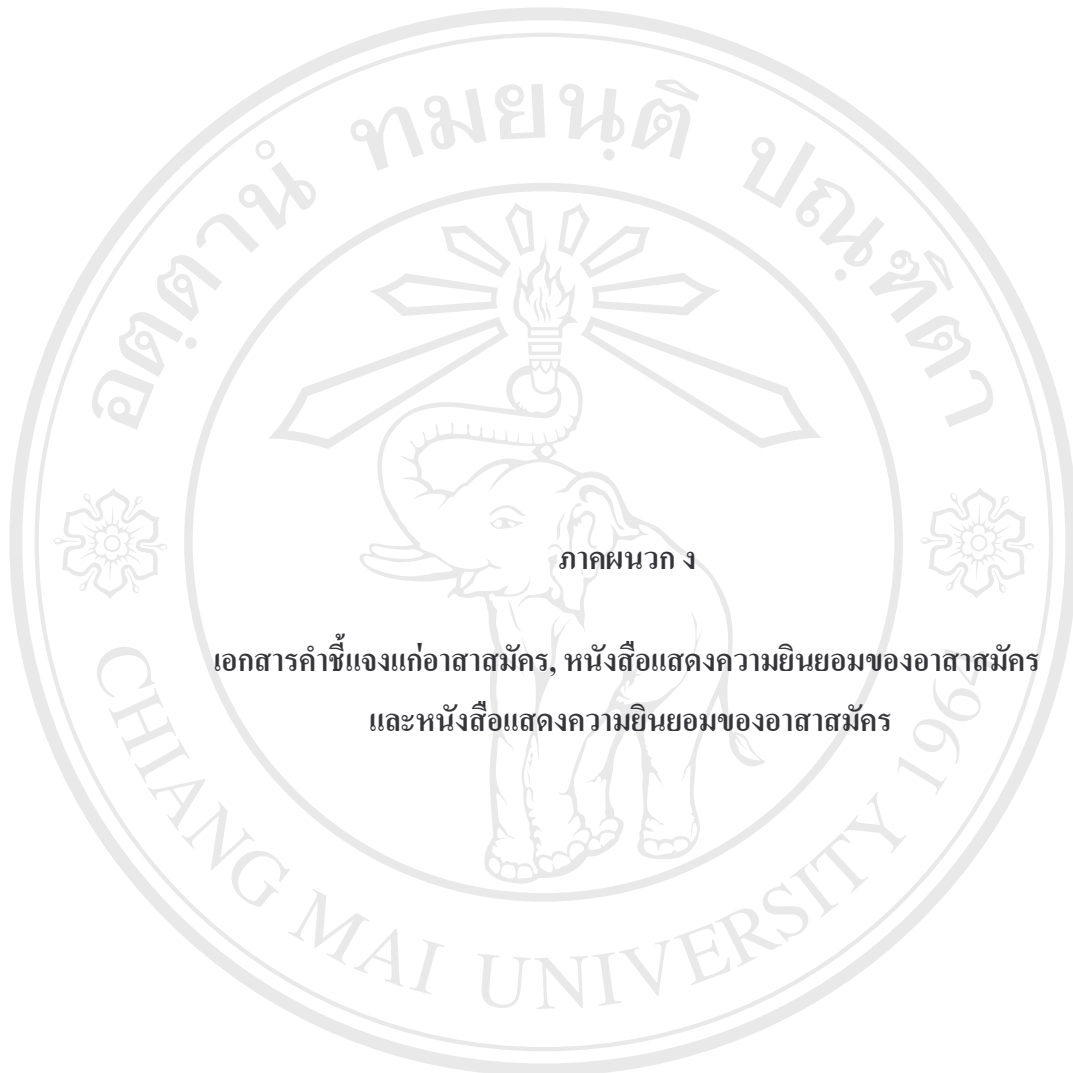 อตฺตานํ ทมยนฺติ ปณฺฑิตา
ภาคผนวก ง
เอกสารคำชี้แจงแก่อาสาสมัคร, หนังสือแสดงความยินยอมของอาสาสมัคร
และหนังสือแสดงความยินยอมของอาสาสมัคร
CHIANG MAI UNIVERSITY 1964